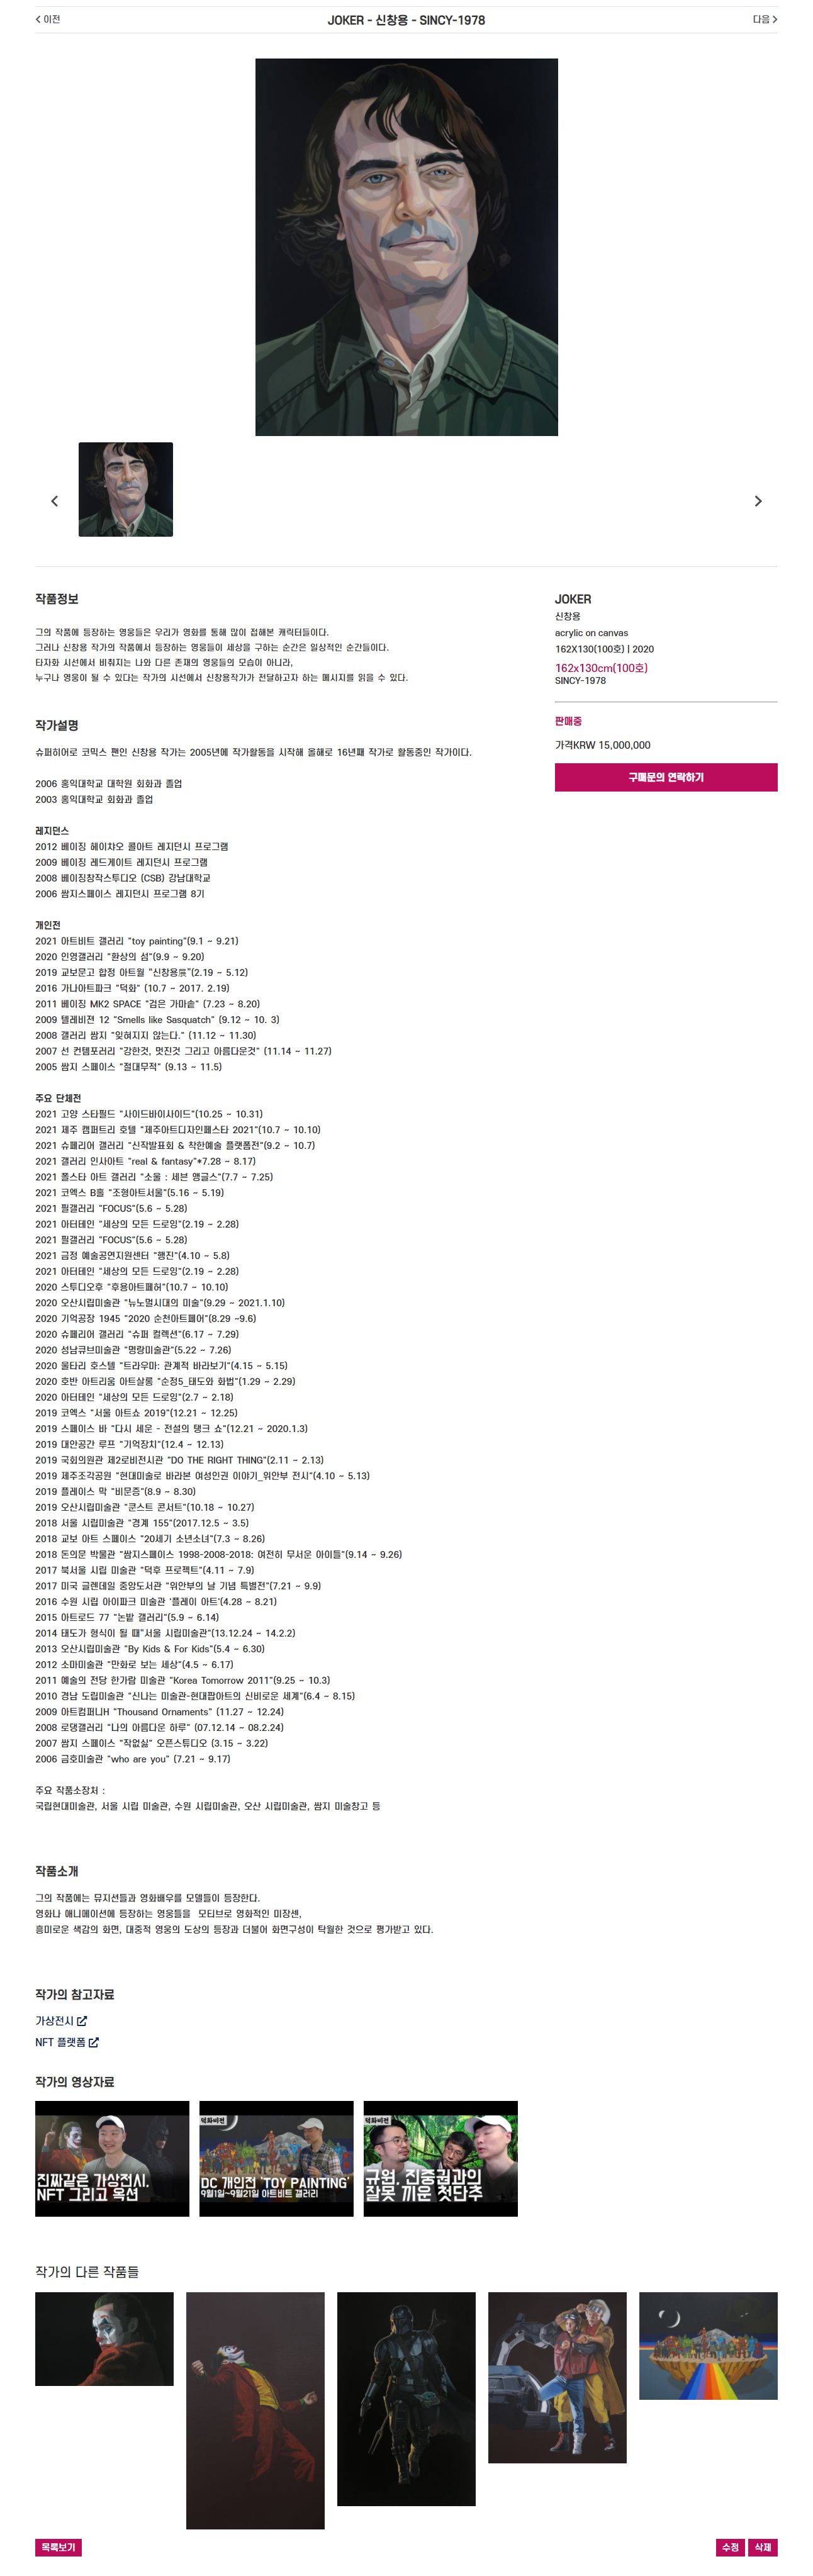 이전
JOKER - 신창용 - SINCY-1978
다음
작품정보
그의 작품에 등장하는 영웅들은 우리가 영화를 통해 많이 접해본 캐릭터들이다.
그러나 신창용 작가의 작품에서 등장하는 영웅들이 세상을 구하는 순간은 일상적인 순간들이다.
타자화 시선에서 비춰지는 나와 다른 존재의 영웅들의 모습이 아니라,
누구나 영웅이 될 수 있다는 작가의 시선에서 신창용작가가 전달하고자 하는 메시지를 읽을 수 있다.
JOKER
신창용
acrylic on canvas
162X130(100호) | 2020
162x130cm(100호)
SINCY-1978
판매중
가격KRW 15,000,000
구매문의 연락하기
작가설명
슈퍼히어로 코믹스 팬인 신창용 작가는 2005년에 작가활동을 시작해 올해로 16년째 작가로 활동중인 작가이다.
2006 홍익대학교 대학원 회화과 졸업
2003 홍익대학교 회화과 졸업
레지던스
2012 베이징 헤이챠오 콜아트 레지던시 프로그램
2009 베이징 레드게이트 레지던시 프로그램
2008 베이징창작스투디오 (CSB) 강남대학교
2006 쌈지스페이스 레지던시 프로그램 8기
개인전
2021 아트비트 갤러리 "toy painting"(9.1 ~ 9.21)
2020 인영갤러리 "환상의 섬"(9.9 ~ 9.20)
2019 교보문고 합정 아트월 "신창용展"(2.19 ~ 5.12)
2016 가나아트파크 "덕화" (10.7 ~ 2017. 2.19)
2011 베이징 MK2 SPACE "검은 가마솥" (7.23 ~ 8.20)
2009 텔레비젼 12 "Smells like Sasquatch" (9.12 ~ 10. 3)
2008 갤러리 쌈지 "잊혀지지 않는다." (11.12 ~ 11.30)
2007 선 컨템포러리 "강한것, 멋진것 그리고 아름다운것" (11.14 ~ 11.27)
2005 쌈지 스페이스 "절대무적" (9.13 ~ 11.5)
주요 단체전
2021 고양 스타필드 "사이드바이사이드"(10.25 ~ 10.31)
2021 제주 캠퍼트리 호텔 "제주아트디자인페스타 2021"(10.7 ~ 10.10)
2021 슈페리어 갤러리 "신작발표회 & 착한예술 플랫폼전"(9.2 ~ 10.7)
2021 갤러리 인사아트 "real & fantasy"*7.28 ~ 8.17)
2021 폴스타 아트 갤러리 "소울 : 세븐 앵글스"(7.7 ~ 7.25)
2021 코엑스 B홀 "조형아트서울"(5.16 ~ 5.19)
2021 필갤러리 "FOCUS"(5.6 ~ 5.28)
2021 아터테인 "세상의 모든 드로잉"(2.19 ~ 2.28)
2021 필갤러리 "FOCUS"(5.6 ~ 5.28)
2021 금정 예술공연지원센터 "행진"(4.10 ~ 5.8)
2021 아터테인 "세상의 모든 드로잉"(2.19 ~ 2.28)
2020 스투디오후 "후용아트페허"(10.7 ~ 10.10)
2020 오산시립미술관 "뉴노멀시대의 미술"(9.29 ~ 2021.1.10)
2020 기억공장 1945 "2020 순천아트페어"(8.29 ~9.6)
2020 슈페리어 갤러리 "슈퍼 컬렉션"(6.17 ~ 7.29)
2020 성남큐브미술관 "명랑미술관"(5.22 ~ 7.26)
2020 울타리 호스텔 "트라우마: 관계적 바라보기"(4.15 ~ 5.15)
2020 호반 아트리움 아트살롱 "순정5_태도와 화법"(1.29 ~ 2.29)
2020 아터테인 "세상의 모든 드로잉"(2.7 ~ 2.18)
2019 코엑스 "서울 아트쇼 2019"(12.21 ~ 12.25)
2019 스페이스 바 "다시 세운 - 전설의 탱크 쇼"(12.21 ~ 2020.1.3)
2019 대안공간 루프 "기억장치"(12.4 ~ 12.13)
2019 국회의원관 제2로비전시관 "DO THE RIGHT THING"(2.11 ~ 2.13)
2019 제주조각공원 "현대미술로 바라본 여성인권 이야기_위안부 전시"(4.10 ~ 5.13)
2019 플레이스 막 "비문증"(8.9 ~ 8.30)
2019 오산시립미술관 "쿤스트 콘서트"(10.18 ~ 10.27)
2018 서울 시립미술관 "경계 155"(2017.12.5 ~ 3.5)
2018 교보 아트 스페이스 "20세기 소년소녀"(7.3 ~ 8.26)
2018 돈의문 박물관 "쌈지스페이스 1998-2008-2018: 여전히 무서운 아이들"(9.14 ~ 9.26)
2017 북서울 시립 미술관 "덕후 프로젝트"(4.11 ~ 7.9)
2017 미국 글렌데일 중앙도서관 "위안부의 날 기념 특별전"(7.21 ~ 9.9)
2016 수원 시립 아이파크 미술관 '플레이 아트'(4.28 ~ 8.21)
2015 아트로드 77 "논밭 갤러리"(5.9 ~ 6.14)
2014 태도가 형식이 될 때"서울 시립미술관"(13.12.24 ~ 14.2.2)
2013 오산시립미술관 "By Kids & For Kids"(5.4 ~ 6.30)
2012 소마미술관 "만화로 보는 세상"(4.5 ~ 6.17)
2011 예술의 전당 한가람 미술관 "Korea Tomorrow 2011"(9.25 ~ 10.3)
2010 경남 도립미술관 "신나는 미술관-현대팝아트의 신비로운 세계"(6.4 ~ 8.15)
2009 아트컴퍼니H "Thousand Ornaments" (11.27 ~ 12.24)
2008 로댕갤러리 "나의 아름다운 하루" (07.12.14 ~ 08.2.24)
2007 쌈지 스페이스 "작없싫" 오픈스튜디오 (3.15 ~ 3.22)
2006 금호미술관 "who are you" (7.21 ~ 9.17)
주요 작품소장처 :
국립현대미술관, 서울 시립 미술관, 수원 시립미술관, 오산 시립미술관, 쌈지 미술창고 등
작품소개
그의 작품에는 뮤지션들과 영화배우를 모델들이 등장한다.
영화나 애니메이션에 등장하는 영웅들을 모티브로 영화적인 미장센,
흥미로운 색감의 화면, 대중적 영웅의 도상의 등장과 더불어 화면구성이 탁월한 것으로 평가받고 있다.
작가의 참고자료
가상전시
NFT 플랫폼
작가의 영상자료
진짜같은 가상전시,
NFT 그리고 옥션
덕화비전
DC 개인전 'TOY PAINTING'
9월1일~9월21일 아트비트 갤러리
덕화비전
규원, 진중권과의
잘못 끼운 첫단추
작가의 다른 작품들
목록보기
수정
삭제